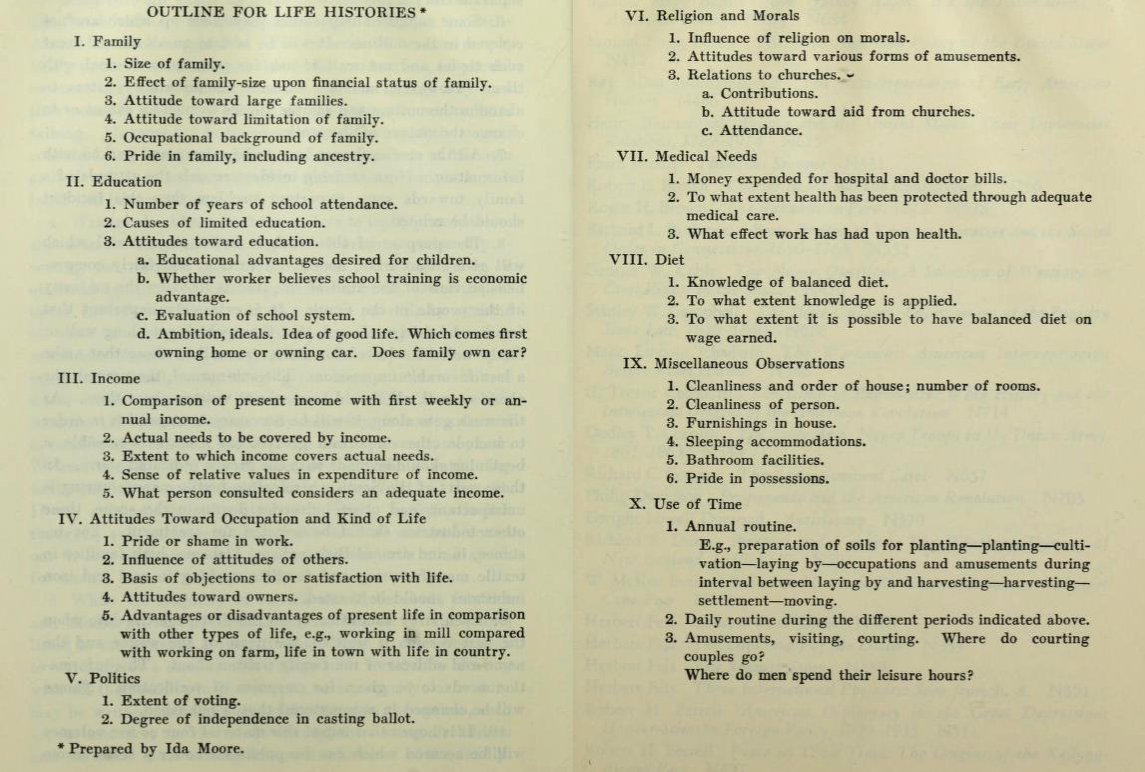 OUTLINE FOR LIFE HISTORIES *
I. Family
1. Size of family.
2. Effect of family-size upon financial status of family.
3. Attitude toward large families.
4. Attitude toward limitation of family.
5. Occupational background of family.
6. Pride in family, including ancestry.
II. Education
1. Number of years of school attendance.
2. Causes of limited education.
3. Attitudes toward education.
a. Educational advantages desired for children.
b. Whether worker believes school training is economic
advantage.
c. Evaluation of school system.
d. Ambition, ideals. Idea of good life. Which comes first
owning home or owning car. Does family own car?
III. Income
1. Comparison of present income with first weekly or an-
nual income.
2. Actual needs to be covered by income.
3. Extent to which income covers actual needs.
4. Sense of relative values in expenditure of income.
5. What person consulted considers an adequate income.
IV. Attitudes Toward Occupation and Kind of Life
1. Pride or shame in work.
2. Influence of attitudes of others.
3. Basis of objections to or satisfaction with life.
4. Attitudes toward owners.
5. Advantages or disadvantages of present life in comparison
with other types of life, e.g., working in mill compared
with working on farm, life in town with life in country.
V. Politics
1. Extent of voting.
2. Degree of independence in casting ballot.
* Prepared by Ida Moore.
VI. Religion and Morals
1. Influence of religion on morals.
2. Attitudes toward various forms of amusements.
3. Relations to churches.
a. Contributions.
b. Attitude toward aid from churches.
c. Attendance.
VII. Medical Needs
1. Money expended for hospital and doctor bills.
2. To what extent health has been protected through adequate
medical care.
3. What effect work has had upon health.
VIII. Diet
1. Knowledge of balanced diet.
2. To what extent knowledge is applied.
3. To what extent it is possible to have balanced diet on
wage earned.
IX. Miscellaneous Observations
1. Cleanliness and order of house; number of rooms.
2. Cleanliness of person.
3. Furnishings in house.
4. Sleeping accommodations.
5. Bathroom facilities.
6. Pride in possessions.
X. Use of Time
1. Annual routine.
E.g., preparation of soils for planting—planting—culti-
vation—laying by—occupations and amusements during
interval between laying by and harvesting—harvesting—
settlement—moving.
2. Daily routine during the different periods indicated above.
3. Amusements, visiting, courting. Where do courting
couples go?
Where do men spend their leisure hours?